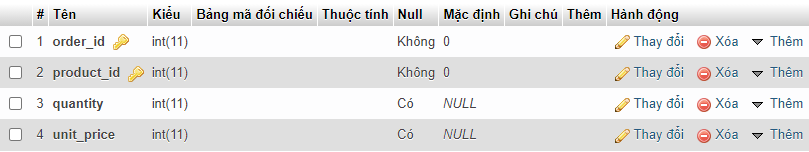 # Tên Kiểu Bảng mã đối chiếu Thuộc tính Null Mặc định Ghi chú Thêm Hành động
1 order_id int(11) Không 0 Thay đổi Xóa Thêm
2 product_id int(11) Không 0 Thay đổi Xóa Thêm
3 quantity int(11) Có NULL Thay đổi Xóa Thêm
4 unit_price int(11) Có NULL Thay đổi Xóa Thêm